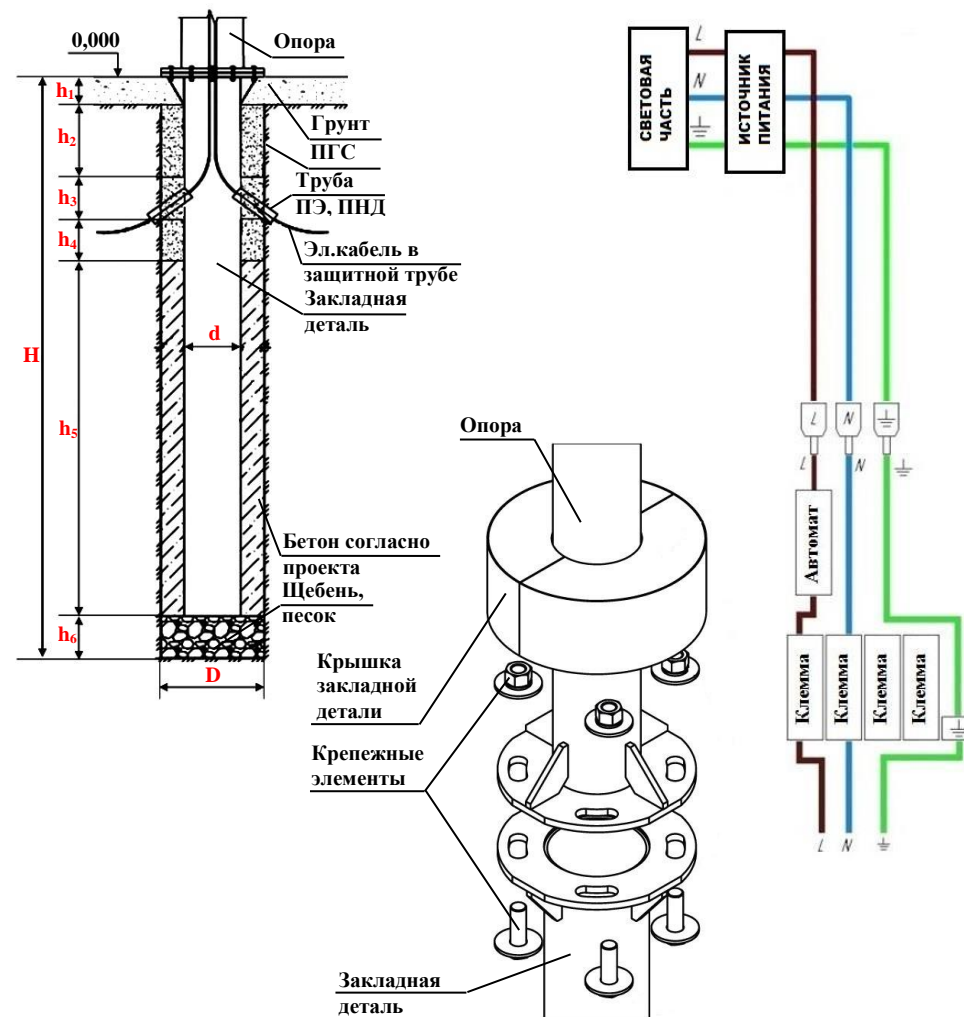 0,000
Опора
h₁
Грунт
ПГС
h₂
Труба
ПЭ, ПНД
h₃
h₄
Эл.кабель в
защитной трубе
Закладная
деталь
d
H
h₅
Бетон согласно
проекта
Щебень,
песок
h₆
D
Опора
Крышка
закладной
детали
Крепежные
элементы
Закладная
деталь
СВЕТОВАЯ
ЧАСТЬ
L
N
ИСТОЧНИК
ПИТАНИЯ
L
N
L
N
Автомат
Клемма
Клемма
Клемма
Клемма
L
N